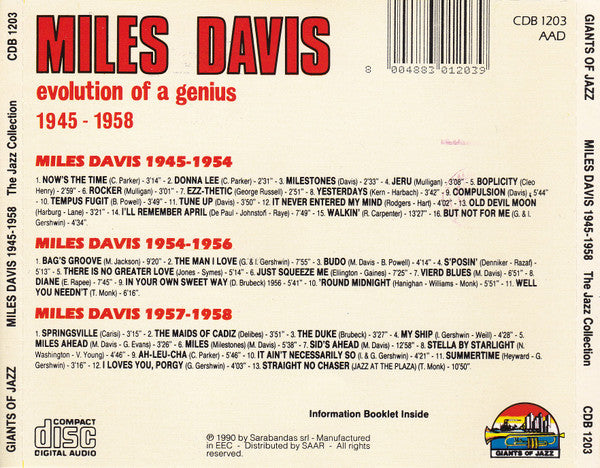 CDB 1203
The Jazz Collection
MILES DAVIS 1945-1958
GIANTS OF JAZZ
MILES DAVIS
evolution of a genius
1945 - 1958
CDB 1203
AAD
8 004883 012039
MILES DAVIS 1945-1954
1. NOW'S THE TIME (C. Parker) - 3'14" - 2. DONNA LEE (C. Parker) - 2'31" - 3. MILESTONES (Davis) - 2'33" - 4. JERU (Mulligan) - 3'08" - 5. BOPLICITY (Cleo
Henry) - 2'59" - 6. ROCKER (Mulligan) - 3'01" - 7. EZZ-THETIC (George Russell) - 2'51" - 8. YESTERDAYS (Kern - Harbach) - 3'42" - 9. COMPULSION (Davis) 5'44"
- 10. TEMPUS FUGIT (B. Powell) - 3'49" - 11. TUNE UP (Davis) - 3'50" - 12. IT NEVER ENTERED MY MIND (Rodgers - Hart) - 4'02" - 13. OLD DEVIL MOON
(Harburg - Lane) - 3'21" - 14. I'LL REMEMBER APRIL (De Paul - Johnstofi - Raye) - 7'49" - 15. WALKIN' (R. Carpenter) - 13'27" - 16. BUT NOT FOR ME (G. & I.
Gershwin) - 4'34".
MILES DAVIS 1954-1956
1. BAG'S GROOVE (M. Jackson) - 9'20" - 2. THE MAN I LOVE (G. & I. Gershwin) - 7'55" - 3. BUDO (M. Davis - B. Powell) - 4'14" - 4. S'POSIN' (Denniker - Razaf) -
5'13" - 5. THERE IS NO GREATER LOVE (Jones - Symes) - 5'14" - 6. JUST SQUEEZE ME (Ellington - Gaines) - 7'25" - 7. VIERD BLUES (M. Davis) - 6'51" - 8.
DIANE (E. Rapee) - 7'45" - 9. IN YOUR OWN SWEET WAY (D. Brubeck) 1956 - 5'41" - 10. 'ROUND MIDNIGHT (Hanighan - Williams - Monk) - 5'51" - 11. WELL
YOU NEEDN'T (T. Monk) - 6'16".
MILES DAVIS 1957-1958
1. SPRINGVILLE (Carisi) - 3'15" - 2. THE MAIDS OF CADIZ (Delibes) - 3'51" - 3. THE DUKE (Brubeck) - 3'27" - 4. MY SHIP (I. Gershwin - Weill) - 4'28" - 5.
MILES AHEAD (M. Davis - G. Evans) - 3'26" - 6. MILES (Milestones) (M. Davis) - 5'38" - 7. SID'S AHEAD (M. Davis) - 12'58" - 8. STELLA BY STARLIGHT (N.
Washington - V. Young) - 4'46" - 9. AH-LEU-CHA (C. Parker) - 5'46" - 10. IT AIN'T NECESSARILY SO (I. & G. Gershwin) - 4'21" - 11. SUMMERTIME (Heyward - G.
Gershwin) - 3'16" - 12. I LOVES YOU, PORGY (G. Gershwin) - 4'03" - 13. STRAIGHT NO CHASER (JAZZ AT THE PLAZA) (T. Monk) - 10'50".
Information Booklet Inside
COMPACT
disc
DIGITAL AUDIO
℗ 1990 by Sarabandas srl - Manufactured
in EEC - Distributed by SAAR - All rights
reserved
GIANTS OF JAZZ
GIANTS OF JAZZ
MILES DAVIS 1945-1958
The Jazz Collection
CDB 1203